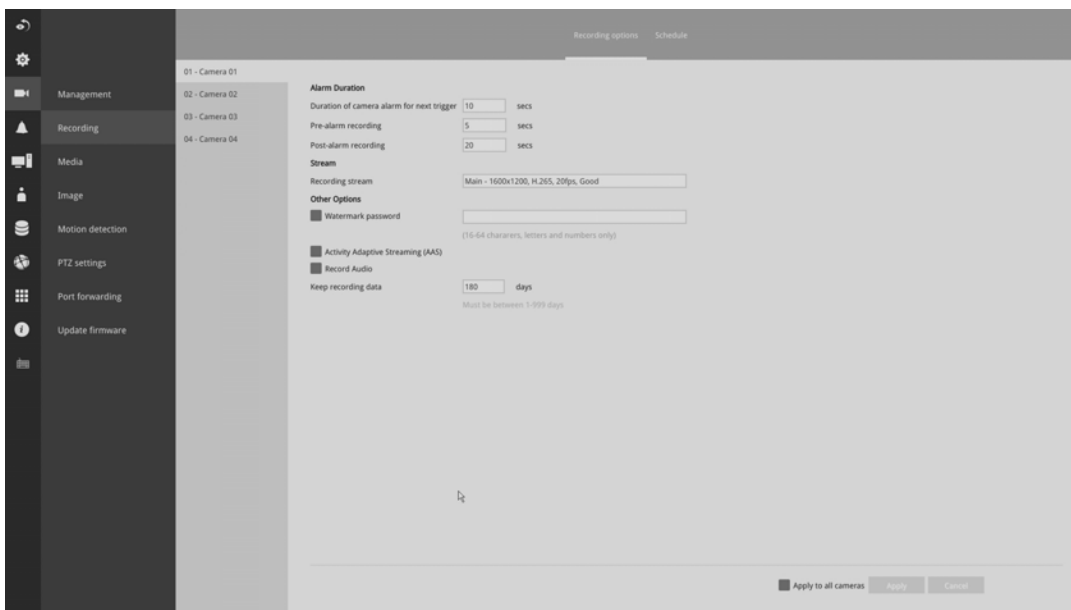 Recording options Schedule
01 - Camera 01
02 - Camera 02
03 - Camera 03
04 - Camera 04
Management
Recording
Media
Image
Motion detection
PTZ settings
Port forwarding
Update firmware
Alarm Duration
Duration of camera alarm for next trigger 10 secs
Pre-alarm recording 5 secs
Post-alarm recording 20 secs
Stream
Recording stream Main - 1600x1200, H.265, 20fps, Good
Other Options
Watermark password
(16-64 chararers, letters and numbers only)
Activity Adaptive Streaming (AAS)
Record Audio
Keep recording data 180 days
Must be between 1-999 days
Apply to all cameras Apply Cancel